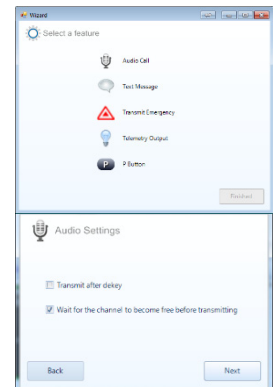 Wizard
Select a feature
Audio Call
Text Message
Transmit Emergency
Telemetry Output
P
P Button
Finished
Audio Settings
Transmit after dekey
Wait for the channel to become free before transmitting
Back
Next